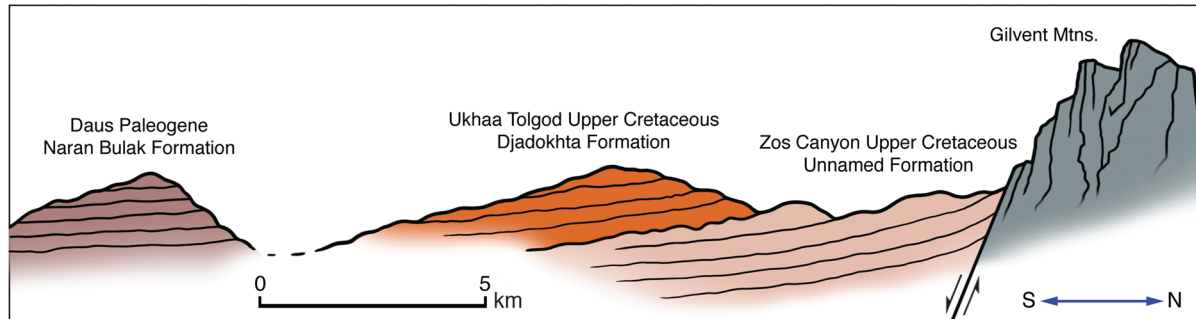 Gilvent Mtns.
Daus Paleogene
Naran Bulak Formation
Ukhaa Tolgod Upper Cretaceous
Djadokhta Formation
Zos Canyon Upper Cretaceous
Unnamed Formation
0
5
km
S
N